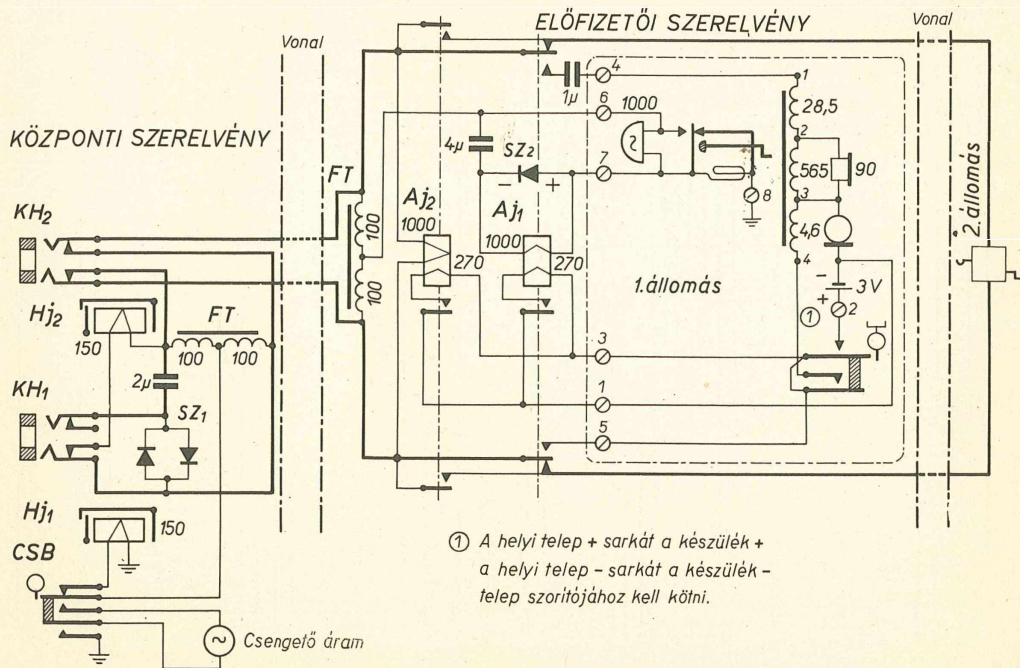 ELŐFIZETŐI SZERELVÉNY
Vonal
Vonal
KÖZPONTI SZERELVÉNY
FT
100
100
KH2
Hj2
150
FT
100
100
2µ
KH1
SZ1
Hj1
150
CSB
Csengető áram
4µ
SZ2
- +
Aj2
1000
270
Aj1
1000
270
1µ
4
6
1000
7
8
3
1
5
1
28,5
2
565
90
3
4,6
4
-
3V
+
① 2
1.állomás
2.állomás
① A helyi telep + sarkát a készülék +
a helyi telep – sarkát a készülék –
telep szorítójához kell kötni.